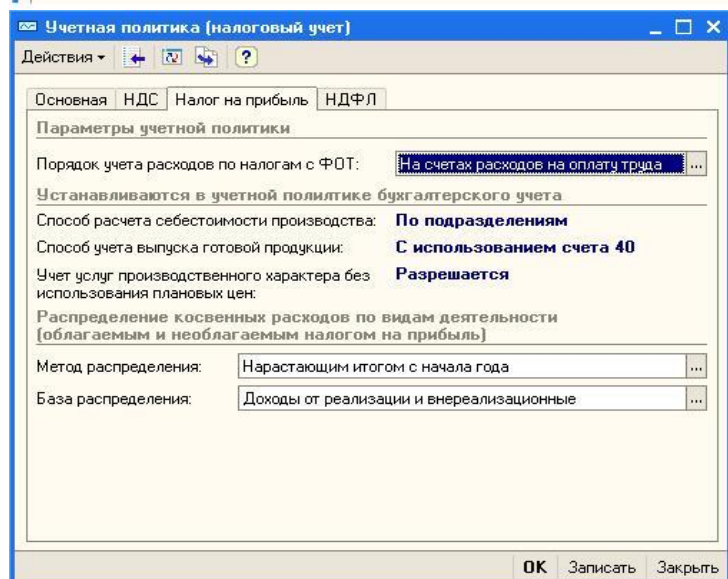 Учетная политика (налоговый учет)
Действия
Основная НДС Налог на прибыль НДФЛ
Параметры учетной политики
Порядок учета расходов по налогам с ФОТ: На счетах расходов на оплату труда ...
Устанавливаются в учетной полилтике бухгалтерского учета
Способ расчета себестоимости производства: По подразделениям
Способ учета выпуска готовой продукции: С использованием счета 40
Учет услуг производственного характера без Разрешается
использования плановых цен:
Распределение косвенных расходов по видам деятельности
(облагаемым и необлагаемым налогом на прибыль)
Метод распределения: Нарастающим итогом с начала года ...
База распределения: Доходы от реализации и внереализационные ...
OK Записать Закрыть